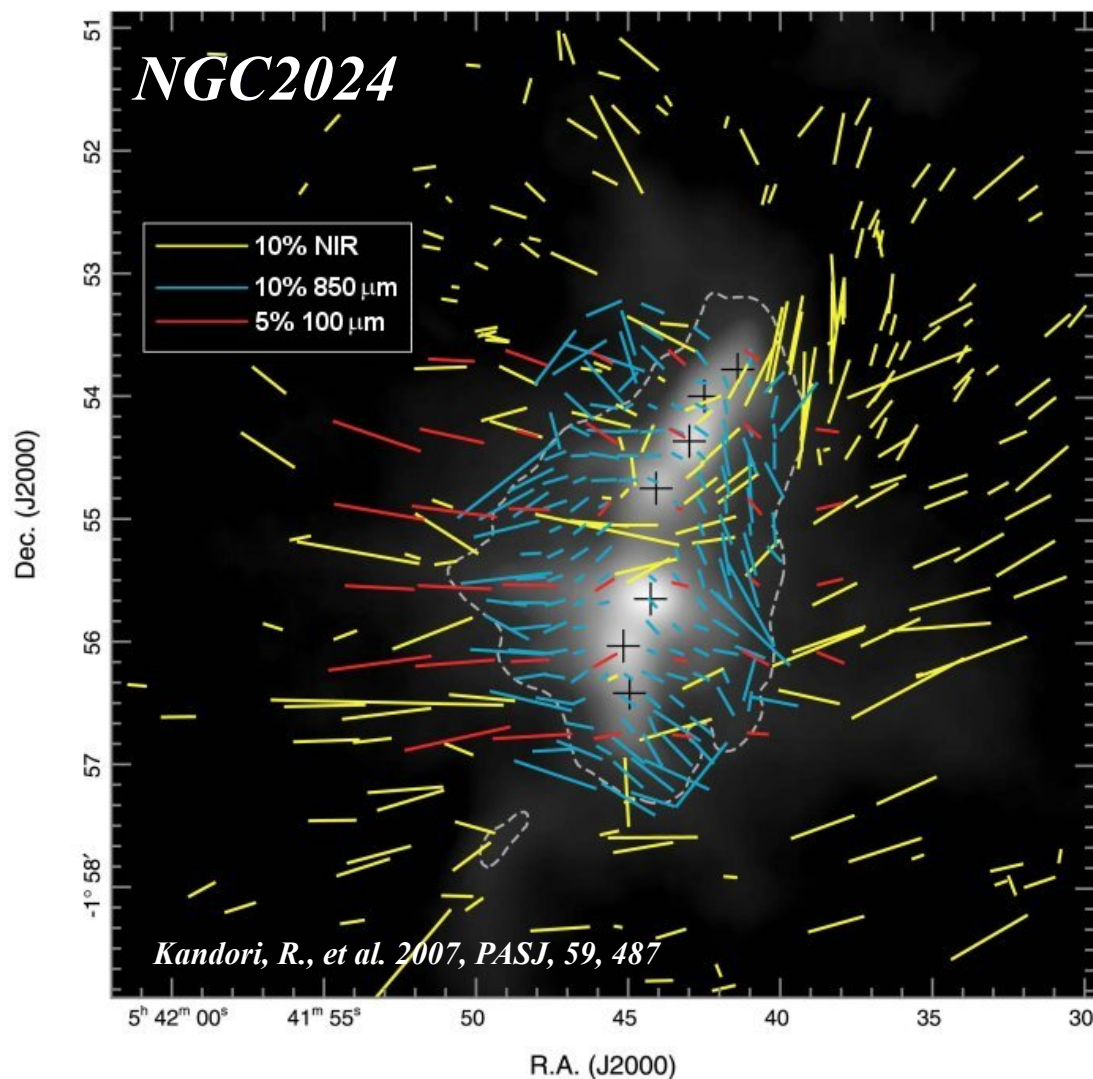 NGC2024
10% NIR
10% 850 μm
5% 100 μm
51
52
53
54
55
56
57
-1° 58′
Dec. (J2000)
Kandori, R., et al. 2007, PASJ, 59, 487
5ʰ 42ᵐ 00ˢ 41ᵐ 55ˢ 50 45 40 35 30
R.A. (J2000)